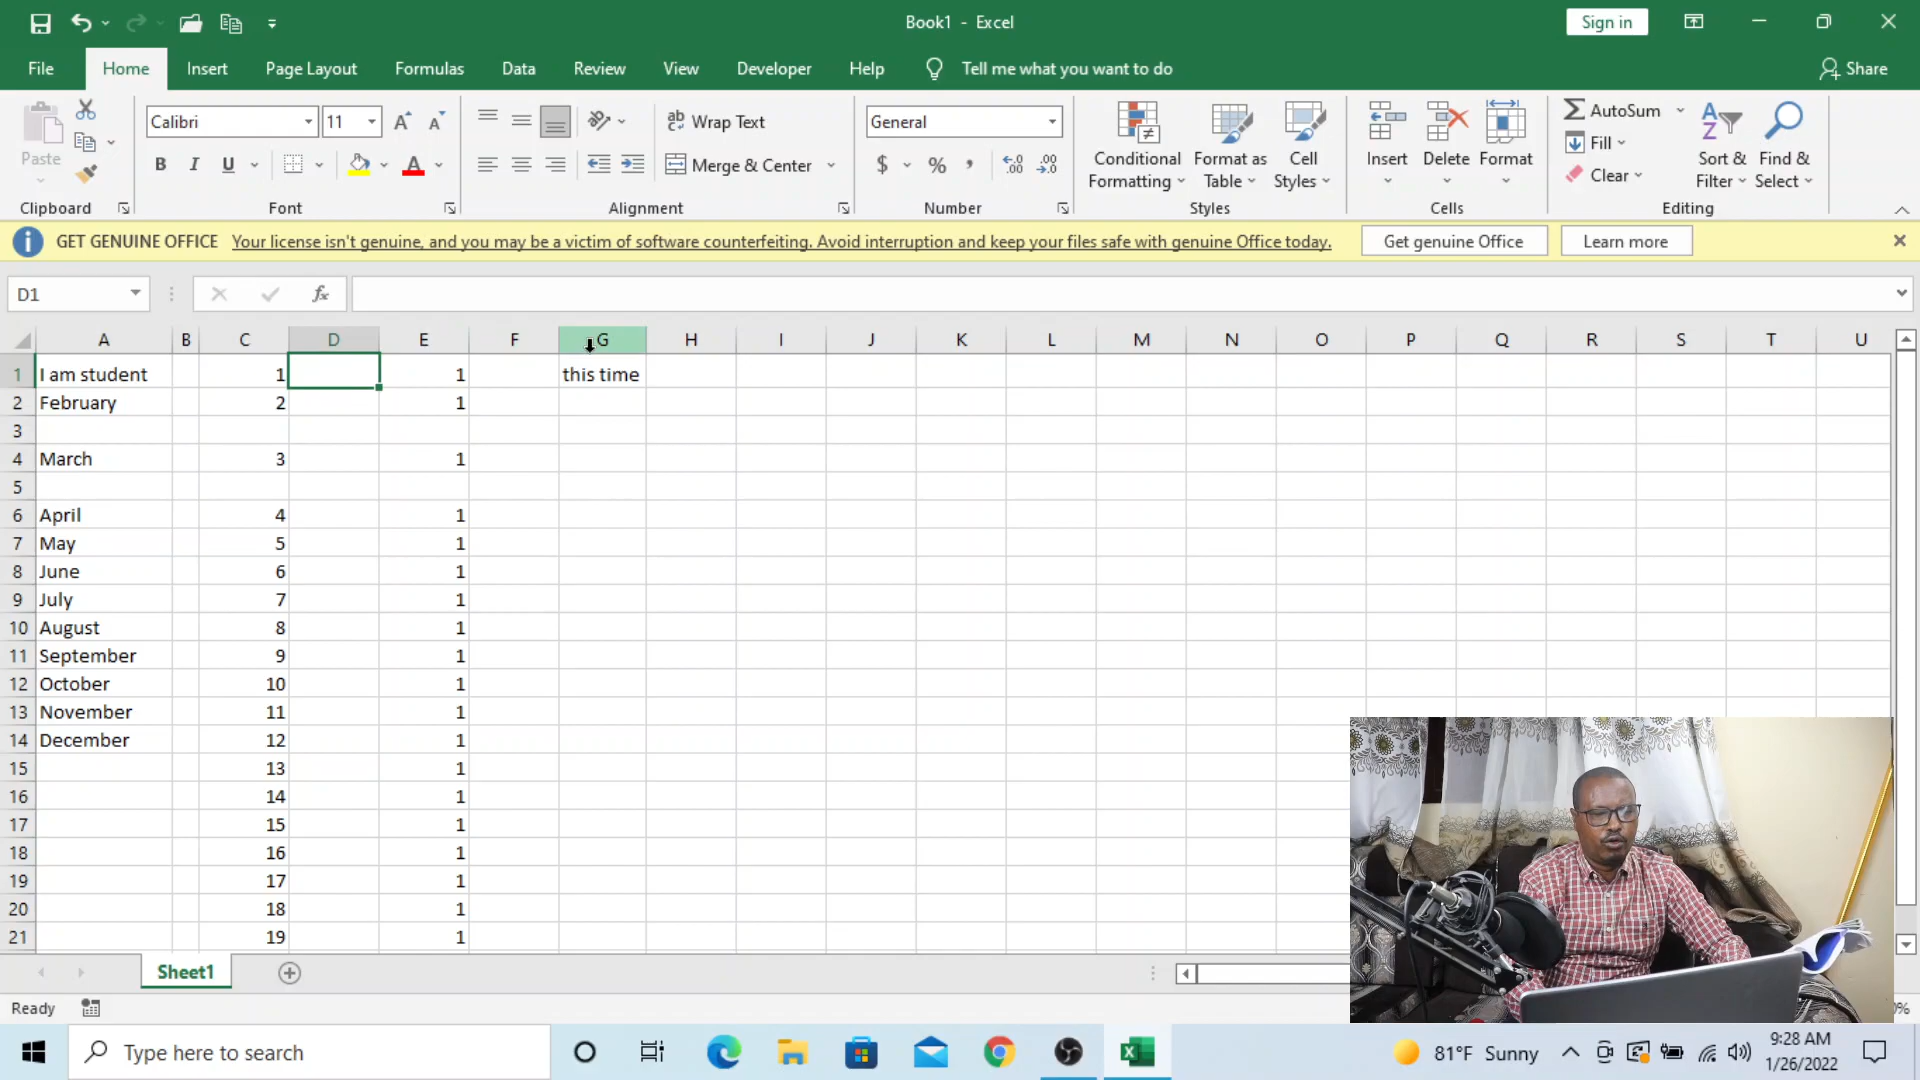 Book1 - Excel
Sign in
File Home Insert Page Layout Formulas Data Review View Developer Help Tell me what you want to do Share
Calibri 11 Wrap Text General AutoSum
Paste Merge & Center $ % , Conditional Formatting Format as Table Cell Styles Insert Delete Format Fill Clear Sort & Filter Find & Select
Clipboard Font Alignment Number Styles Cells Editing
GET GENUINE OFFICE Your license isn't genuine, and you may be a victim of software counterfeiting. Avoid interruption and keep your files safe with genuine Office today. Get genuine Office Learn more
D1 fx
A B C D E F G H I J K L M N O P Q R S T U
1 I am student 1 1 this time
2 February 2 1
3
4 March 3 1
5
6 April 4 1
7 May 5 1
8 June 6 1
9 July 7 1
10 August 8 1
11 September 9 1
12 October 10 1
13 November 11 1
14 December 12 1
15 13 1
16 14 1
17 15 1
18 16 1
19 17 1
20 18 1
21 19 1
Sheet1
Ready
Type here to search 81°F Sunny 9:28 AM
1/26/2022